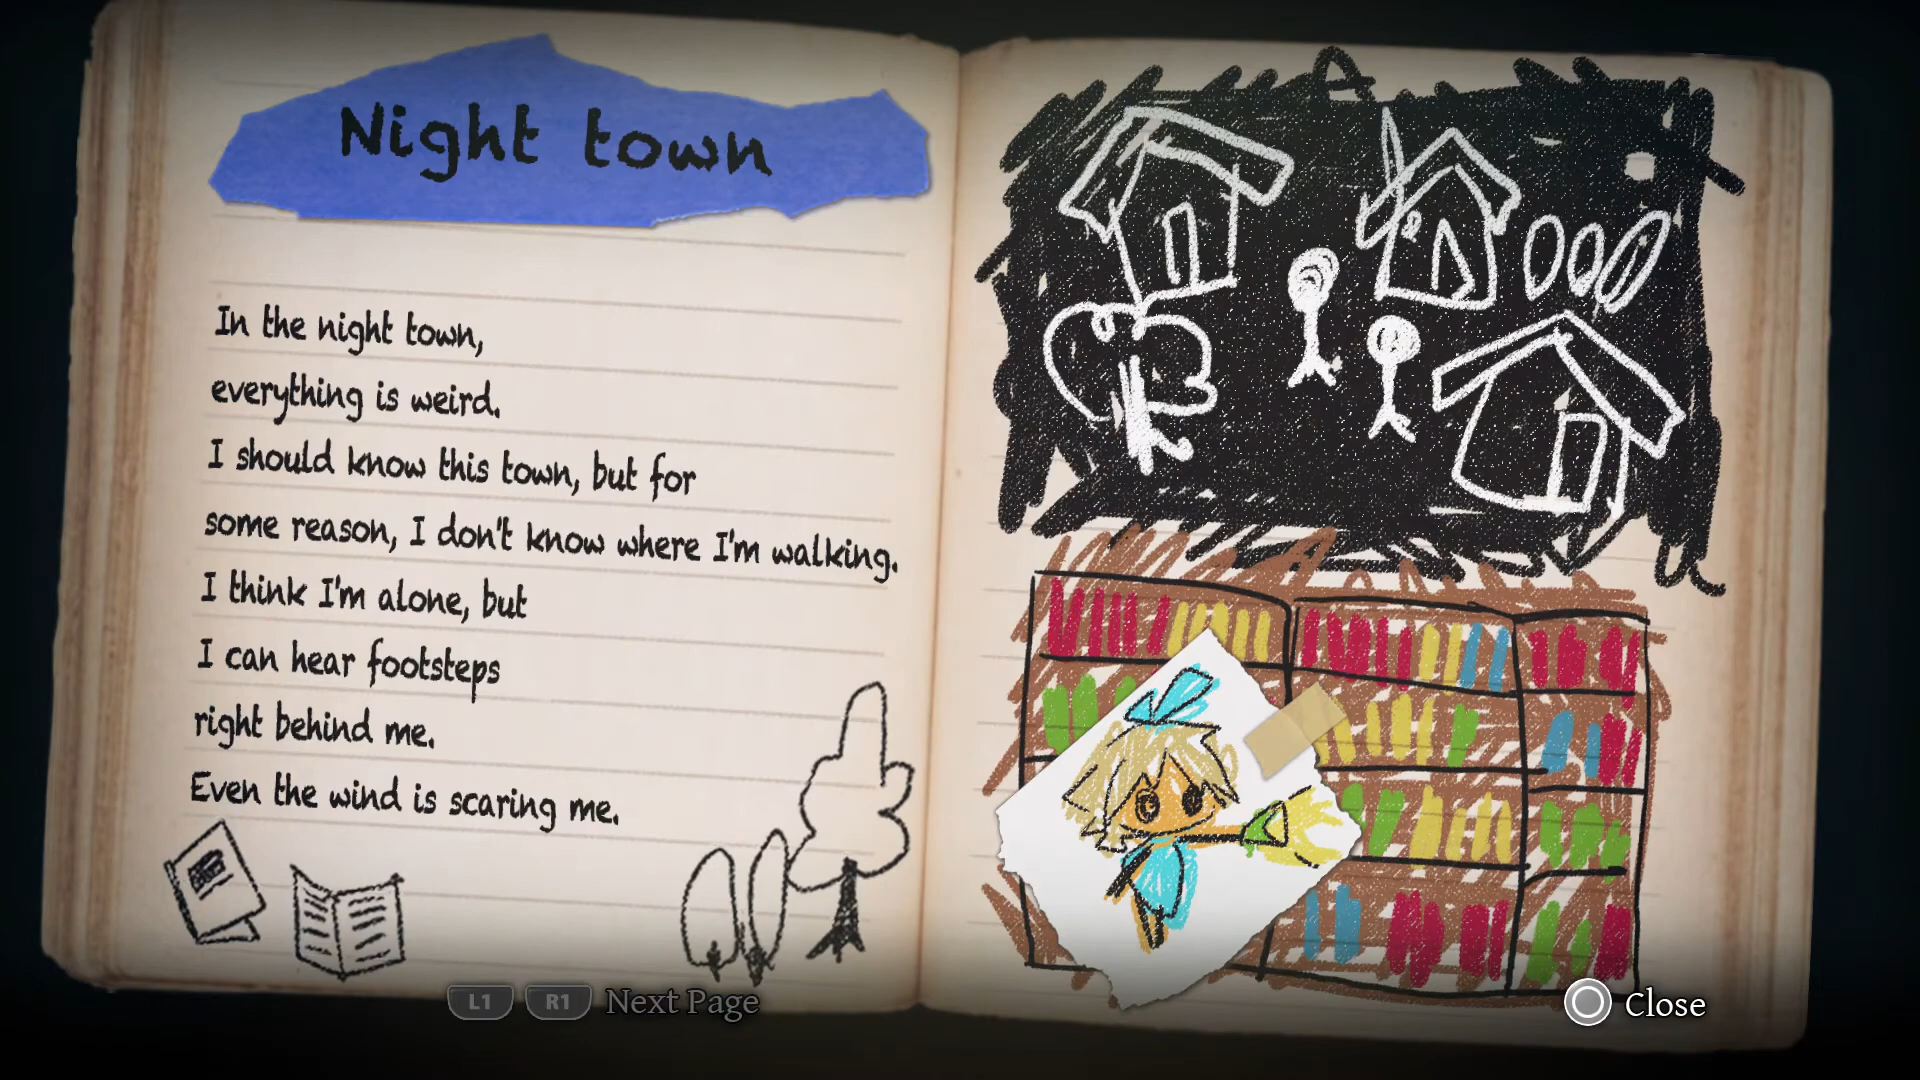 Night town
In the night town,
everything is weird.
I should know this town, but for
some reason, I don't know where I'm walking.
I think I'm alone, but
I can hear footsteps
right behind me.
Even the wind is scaring me.
L1 R1 Next Page
Close